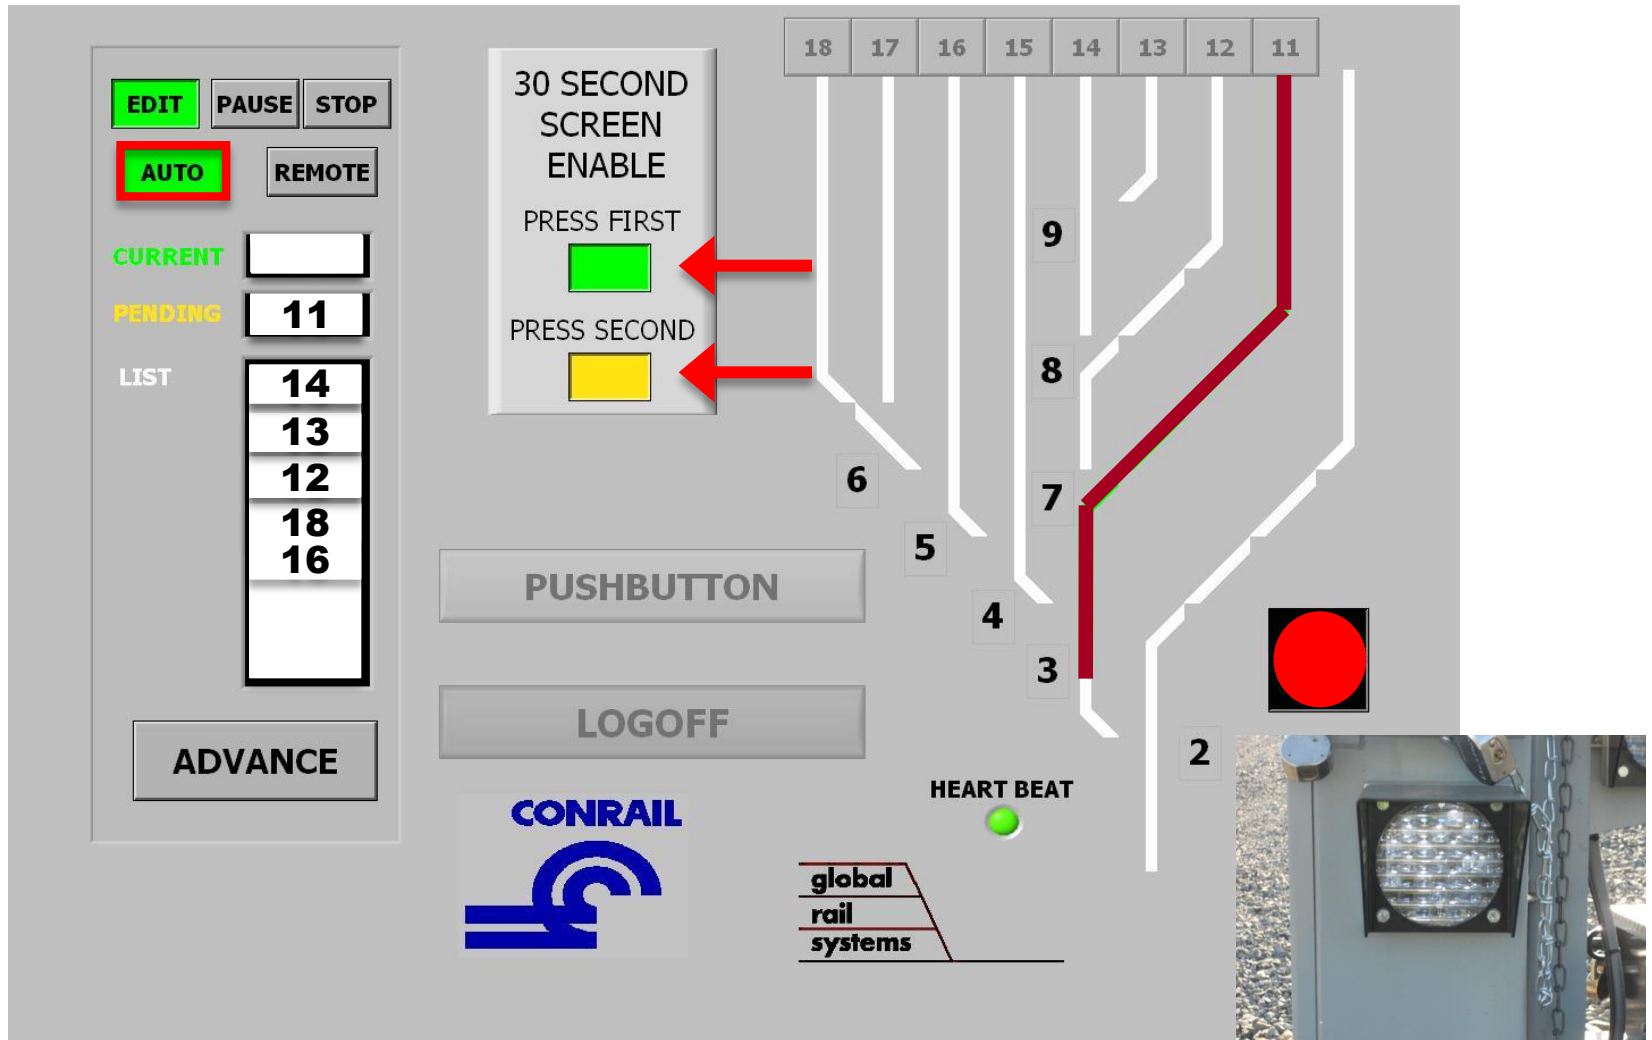 EDIT PAUSE STOP
AUTO REMOTE
CURRENT
PENDING 11
LIST 14
13
12
18
16
ADVANCE
30 SECOND
SCREEN
ENABLE
PRESS FIRST
PRESS SECOND
PUSHBUTTON
LOGOFF
CONRAIL
18 17 16 15 14 13 12 11
9
8
7
6
5
4
3
2
HEART BEAT
global
rail
systems